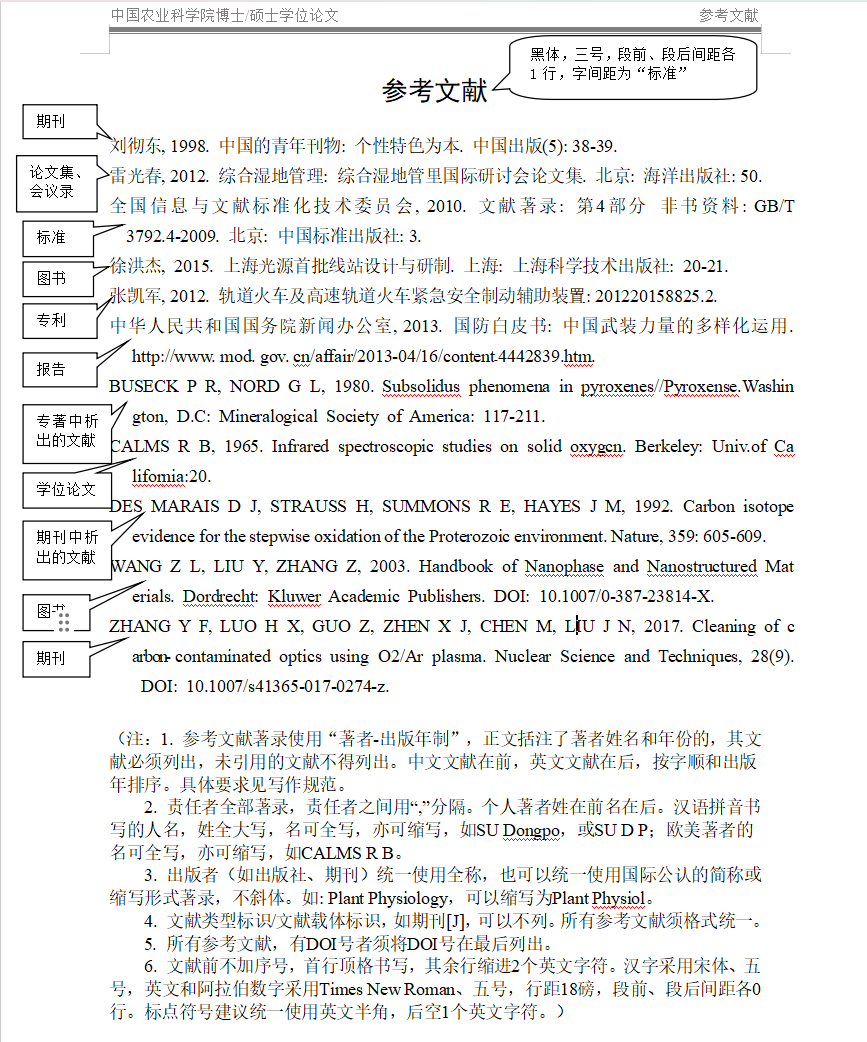 中国农业科学院博士/硕士学位论文 参考文献
黑体，三号，段前、段后间距各
1行，字间距为“标准”
参考文献
期刊
刘彻东, 1998. 中国的青年刊物: 个性特色为本. 中国出版(5): 38-39.
论文集、
会议录
雷光春, 2012. 综合湿地管理: 综合湿地管里国际研讨会论文集. 北京: 海洋出版社: 50.
标准
全国信息与文献标准化技术委员会, 2010. 文献著录: 第4部分 非书资料: GB/T
3792.4-2009. 北京: 中国标准出版社: 3.
图书
徐洪杰, 2015. 上海光源首批线站设计与研制. 上海: 上海科学技术出版社: 20-21.
专利
张凯军, 2012. 轨道火车及高速轨道火车紧急安全制动辅助装置: 201220158825.2.
报告
中华人民共和国国务院新闻办公室, 2013. 国防白皮书: 中国武装力量的多样化运用.
http://www. mod. gov. cn/affair/2013-04/16/content.4442839.htm.
专著中析
出的文献
BUSECK P R, NORD G L, 1980. Subsolidus phenomena in pyroxenes//Pyroxense.Washin
gton, D.C: Mineralogical Society of America: 117-211.
学位论文
CALMS R B, 1965. Infrared spectroscopic studies on solid oxygcn. Berkeley: Univ.of Ca
lifornia:20.
期刊中析
出的文献
DES MARAIS D J, STRAUSS H, SUMMONS R E, HAYES J M, 1992. Carbon isotope
evidence for the stepwise oxidation of the Proterozoic environment. Nature, 359: 605-609.
图书
WANG Z L, LIU Y, ZHANG Z, 2003. Handbook of Nanophase and Nanostructured Mat
erials. Dordrecht: Kluwer Academic Publishers. DOI: 10.1007/0-387-23814-X.
期刊
ZHANG Y F, LUO H X, GUO Z, ZHEN X J, CHEN M, LIU J N, 2017. Cleaning of c
arbon- contaminated optics using O2/Ar plasma. Nuclear Science and Techniques, 28(9).
DOI: 10.1007/s41365-017-0274-z.
（注：1. 参考文献著录使用“著者-出版年制”，正文括注了著者姓名和年份的，其文
献必须列出，未引用的文献不得列出。中文文献在前，英文文献在后，按字顺和出版
年排序。具体要求见写作规范。
2. 责任者全部著录，责任者之间用“,”分隔。个人著者姓在前名在后。汉语拼音书
写的人名，姓全大写，名可全写，亦可缩写，如SU Dongpo，或SU D P；欧美著者的
名可全写，亦可缩写，如CALMS R B。
3. 出版者（如出版社、期刊）统一使用全称，也可以统一使用国际公认的简称或
缩写形式著录，不斜体。如: Plant Physiology，可以缩写为Plant Physiol。
4. 文献类型标识/文献载体标识，如期刊[J]，可以不列。所有参考文献须格式统一。
5. 所有参考文献，有DOI号者须将DOI号在最后列出。
6. 文献前不加序号，首行顶格书写，其余行缩进2个英文字符。汉字采用宋体、五
号，英文和阿拉伯数字采用Times New Roman、五号，行距18磅，段前、段后间距各0
行。标点符号建议统一使用英文半角，后空1个英文字符。）